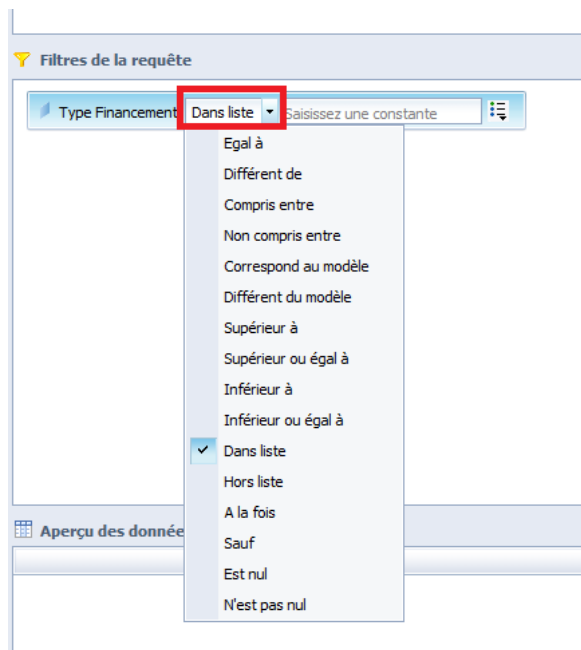 Filtres de la requête
Type Financement Dans liste Saisissez une constante
Egal à
Différent de
Compris entre
Non compris entre
Correspond au modèle
Différent du modèle
Supérieur à
Supérieur ou égal à
Inférieur à
Inférieur ou égal à
Dans liste
Hors liste
A la fois
Aperçu des donnée
Sauf
Est nul
N'est pas nul